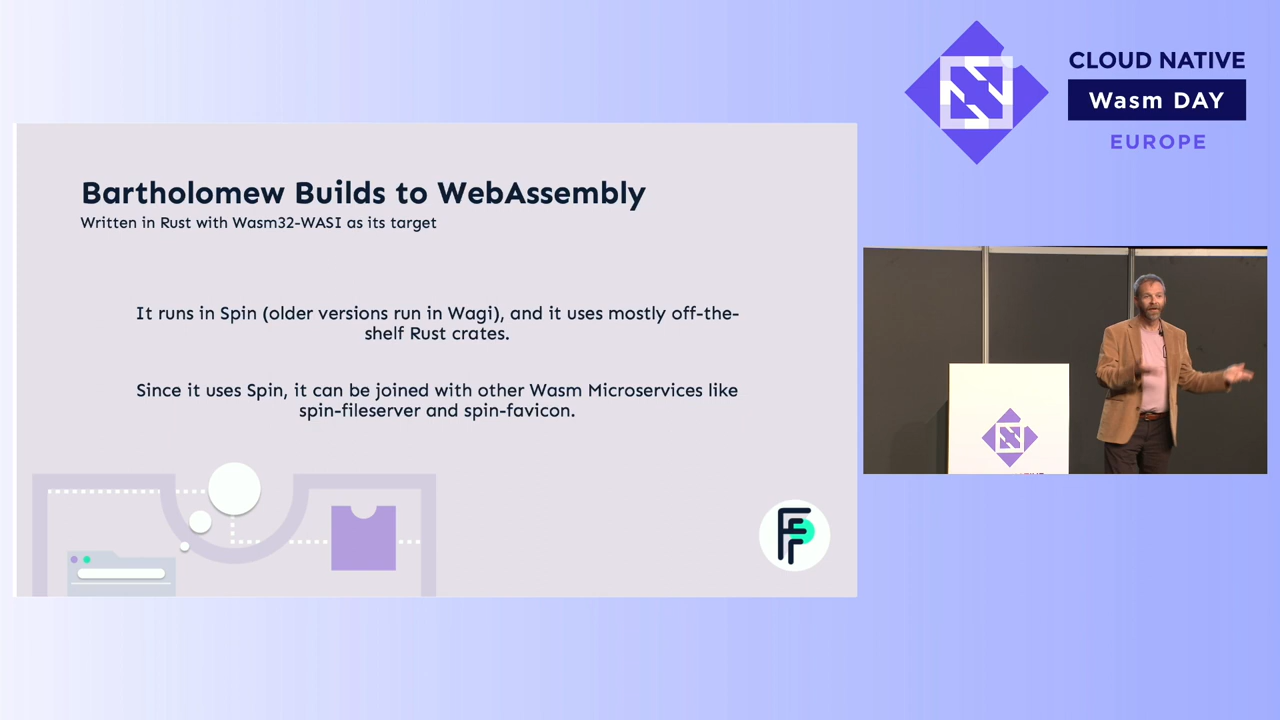 CLOUD NATIVE
Wasm DAY
EUROPE
Bartholomew Builds to WebAssembly
Written in Rust with Wasm32-WASI as its target
It runs in Spin (older versions run in Wagi), and it uses mostly off-the-
shelf Rust crates.
Since it uses Spin, it can be joined with other Wasm Microservices like
spin-fileserver and spin-favicon.